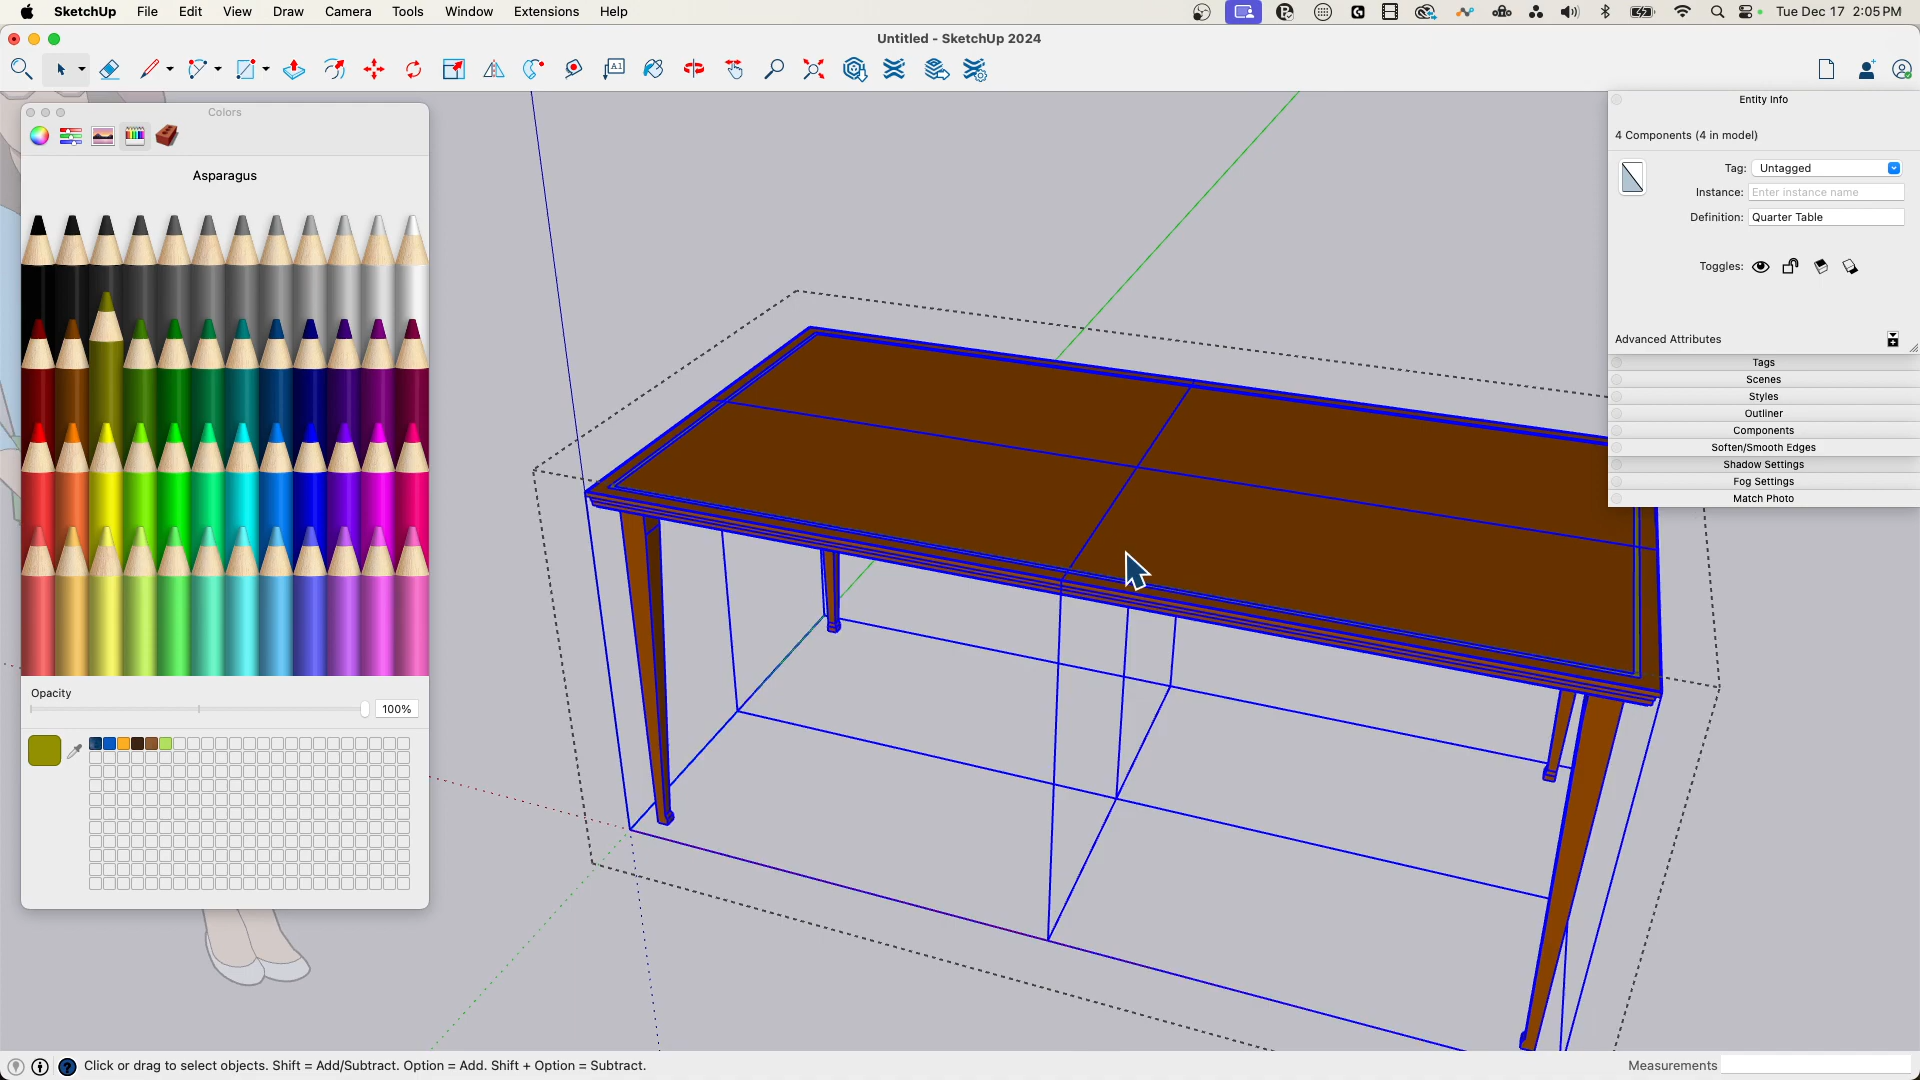 SketchUp File Edit View Draw Camera Tools Window Extensions Help
Tue Dec 17 2:05 PM
Untitled - SketchUp 2024
A1
Colors
Asparagus
Opacity
100%
Entity Info
4 Components (4 in model)
Tag: Untagged
Instance: Enter instance name
Definition: Quarter Table
Toggles:
Advanced Attributes
Tags
Scenes
Styles
Outliner
Components
Soften/Smooth Edges
Shadow Settings
Fog Settings
Match Photo
Click or drag to select objects. Shift = Add/Subtract. Option = Add. Shift + Option = Subtract.
Measurements